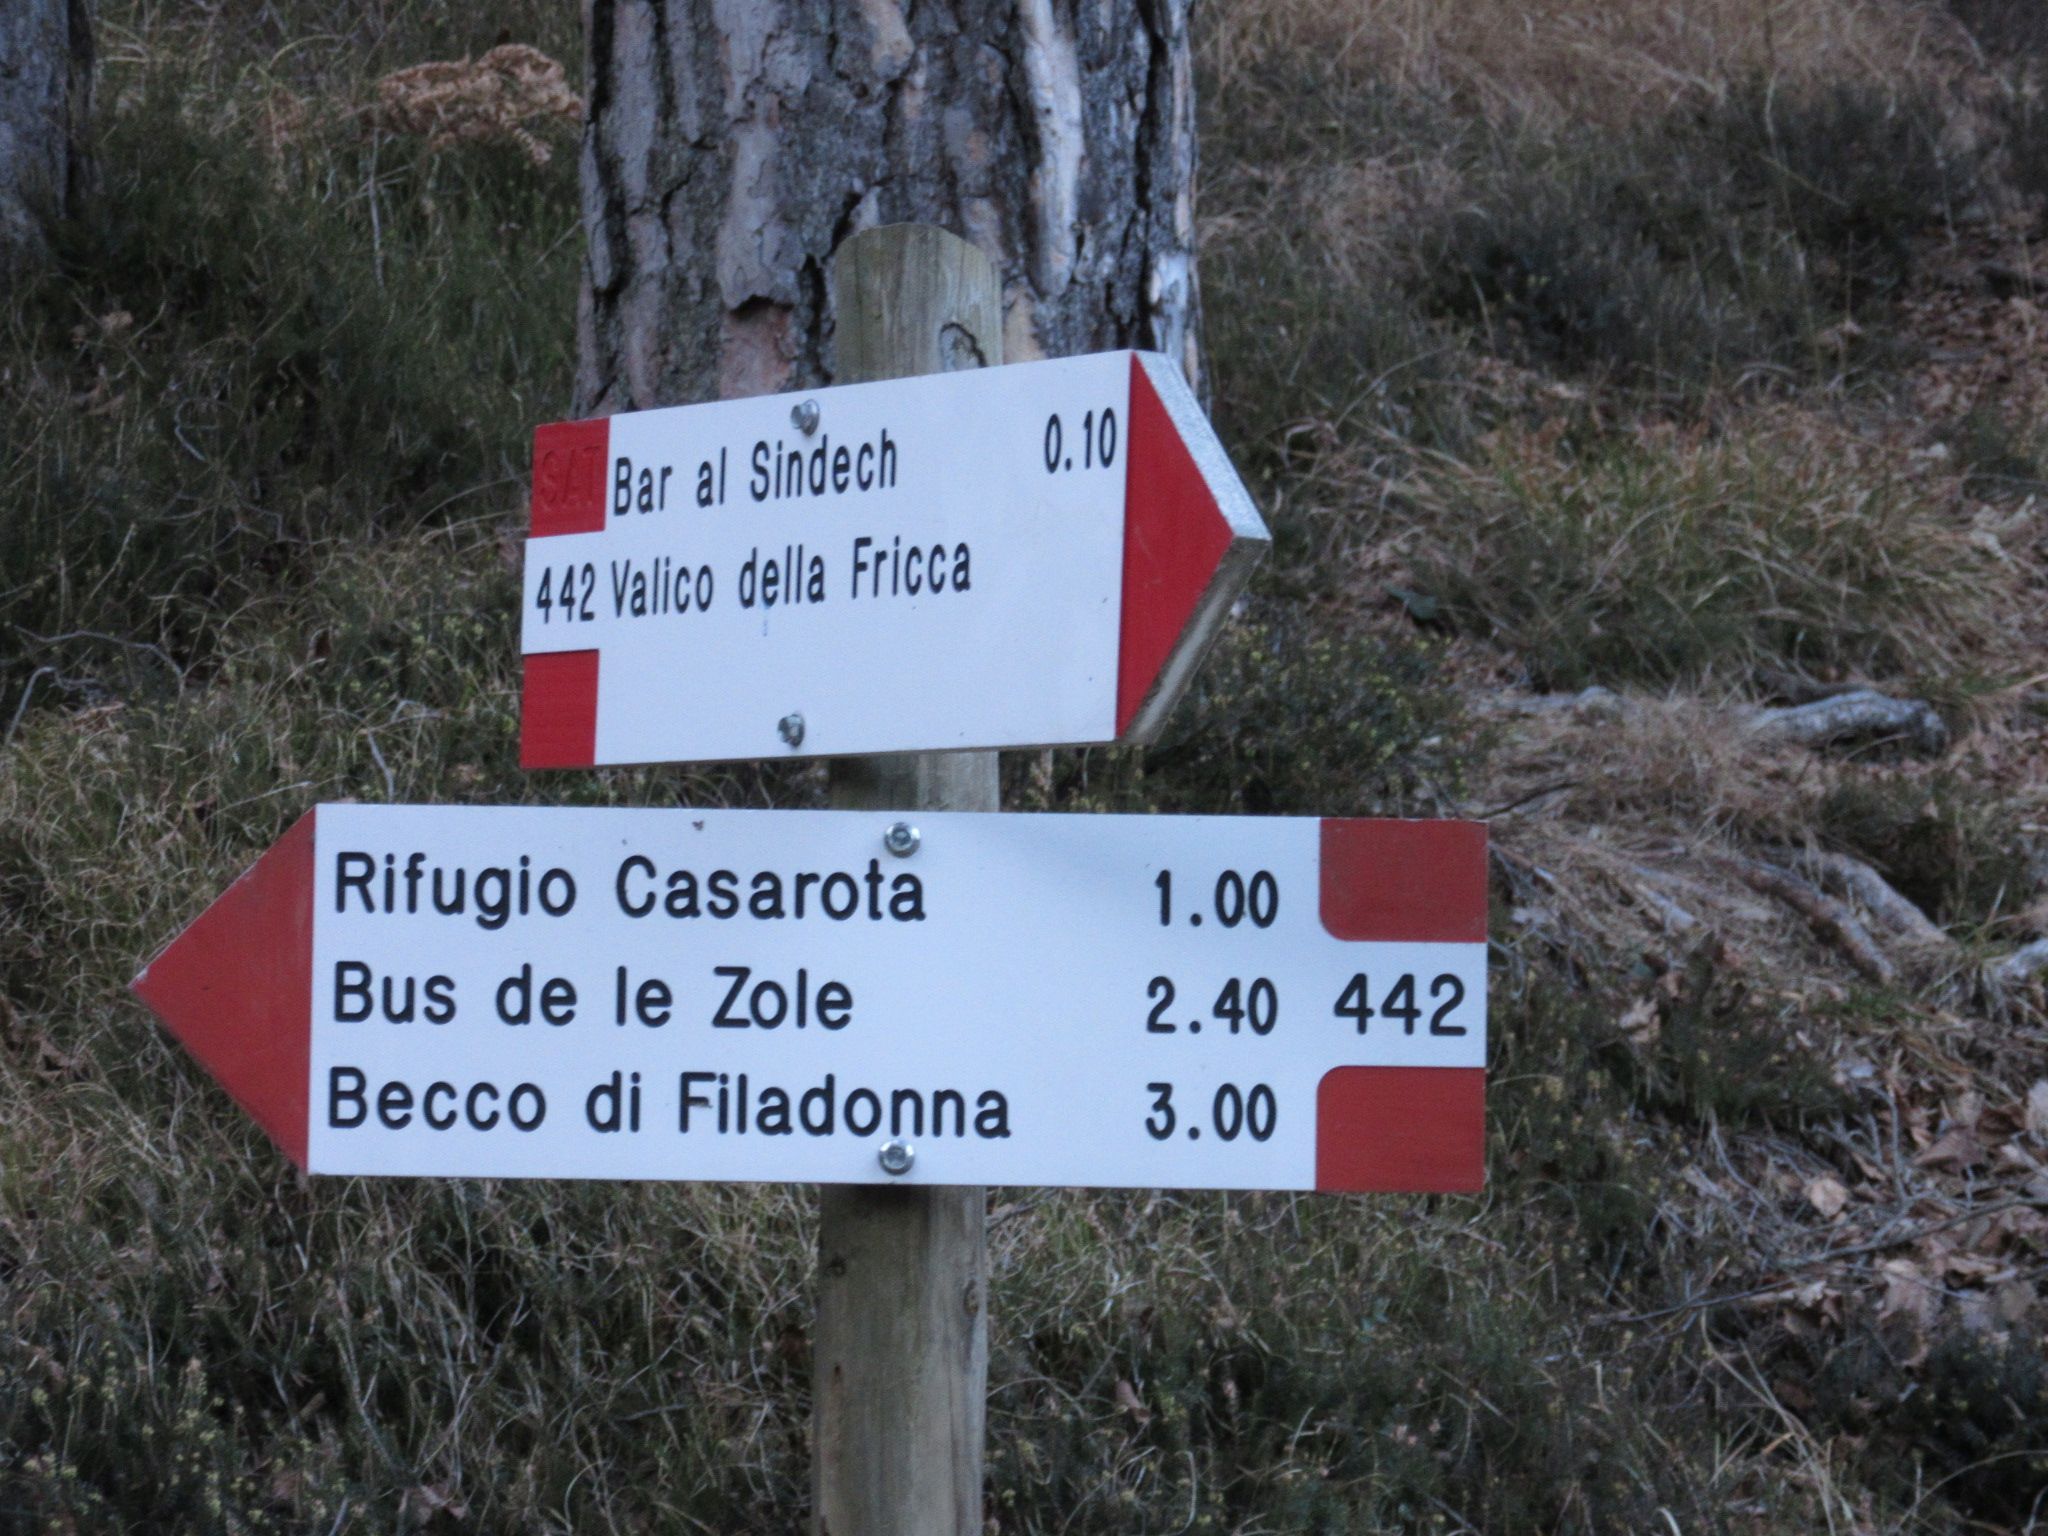 SAT Bar al Sindech 0.10
442 Valico della Fricca
Rifugio Casarota 1.00
Bus de le Zole 2.40 442
Becco di Filadonna 3.00